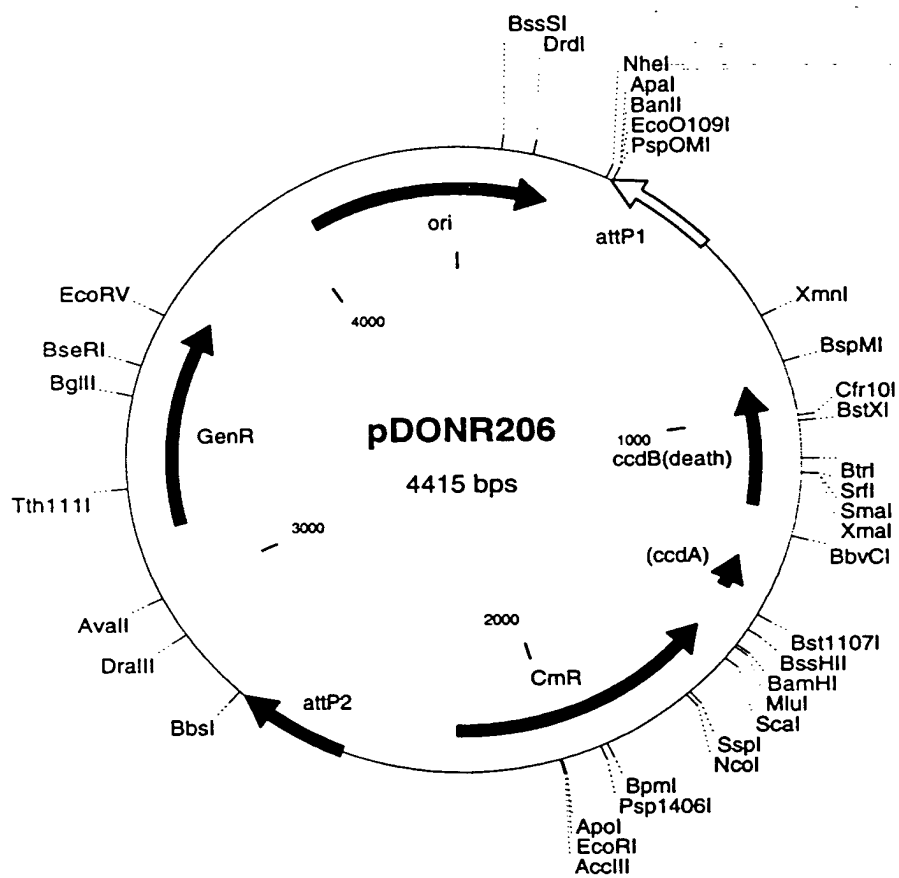 BssSI
DrdI
NheI
ApaI
BanII
EcoO109I
PspOMI
attP1
ori
XmnI
BspMI
Cfr10I
BstXI
BtrI
SrfI
SmaI
XmaI
BbvCI
EcoRV
BseRI
BglII
GenR
Tth111I
4000
pDONR206
4415 bps
1000
ccdB(death)
3000
(ccdA)
2000
CmR
AvaII
DraIII
BbsI
attP2
Bst1107I
BssHII
BamHI
MluI
ScaI
SspI
NcoI
BpmI
Psp1406I
ApoI
EcoRI
AccIII